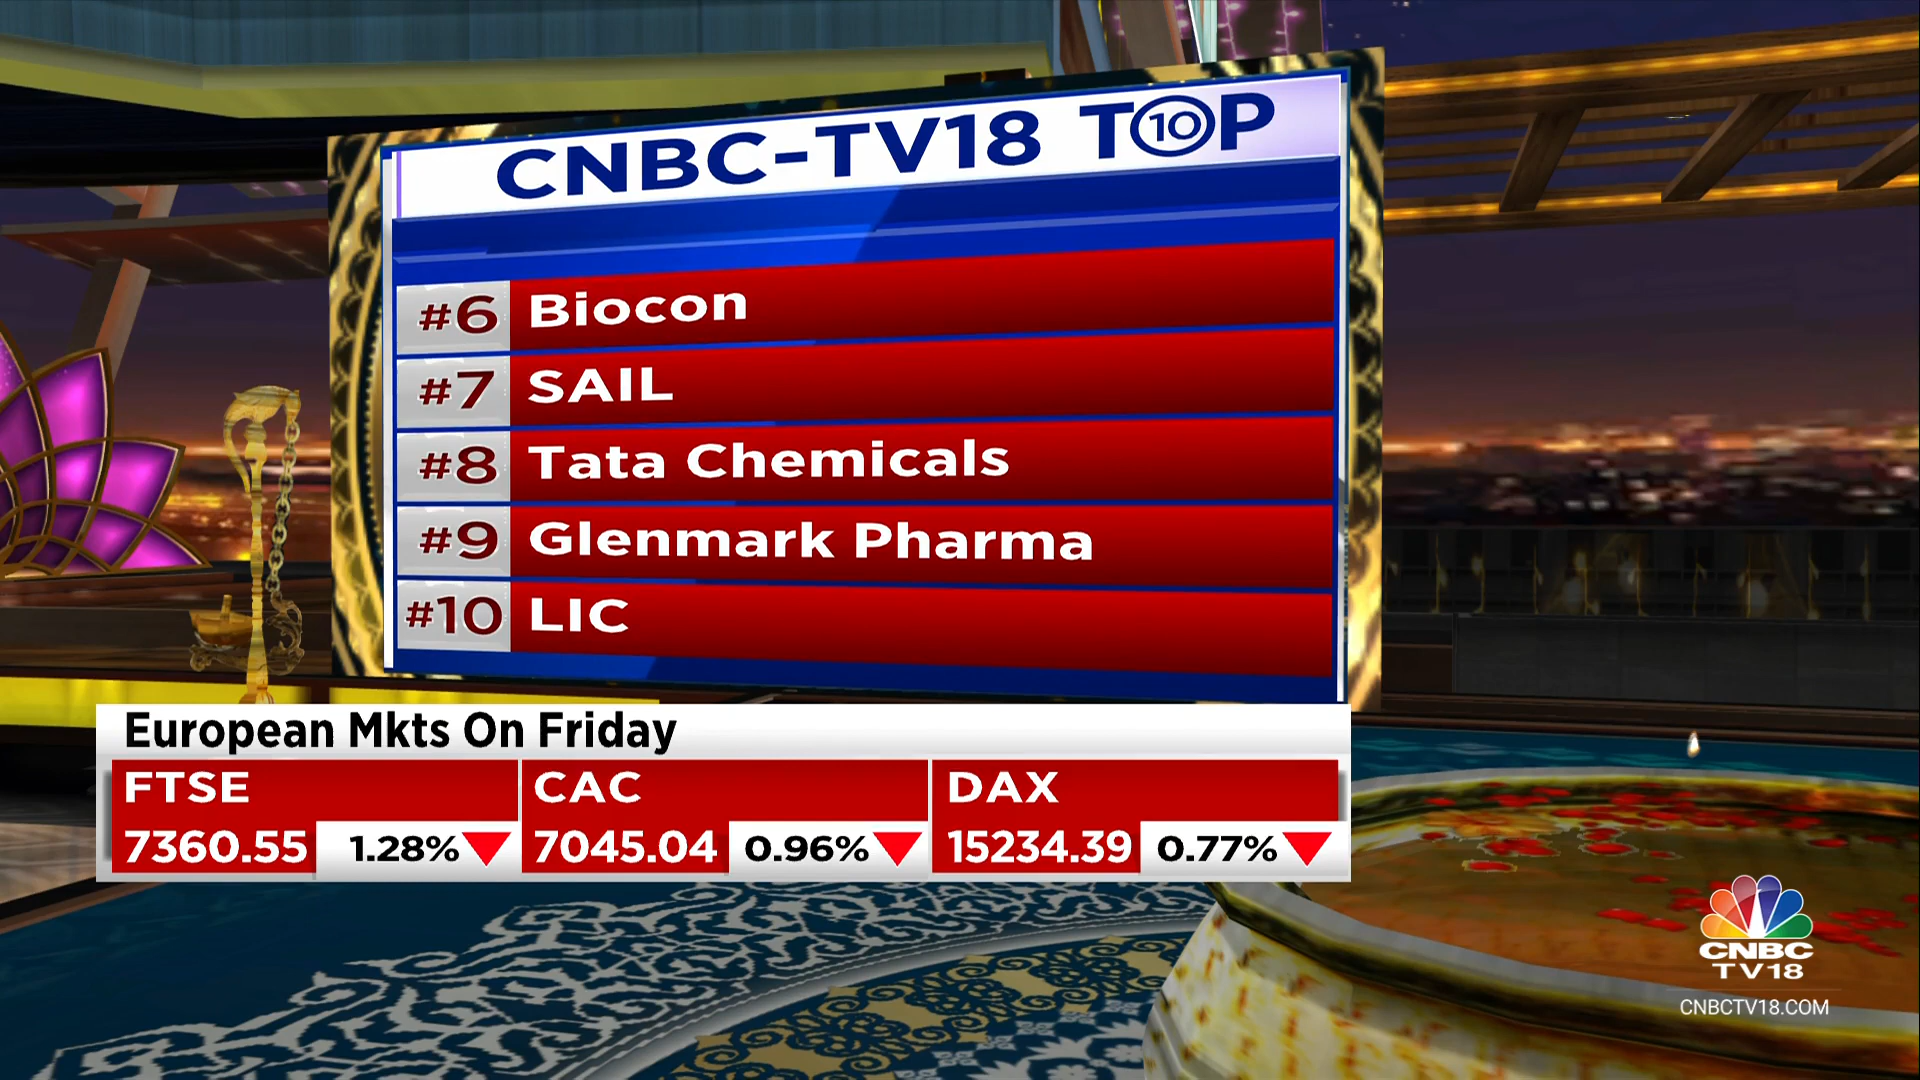 CNBC-TV18 TOP
10
#6 Biocon
#7 SAIL
#8 Tata Chemicals
#9 Glenmark Pharma
#10 LIC
European Mkts On Friday
FTSE
7360.55 1.28%
CAC
7045.04 0.96%
DAX
15234.39 0.77%
CNBC
TV18
CNBCTV18.COM